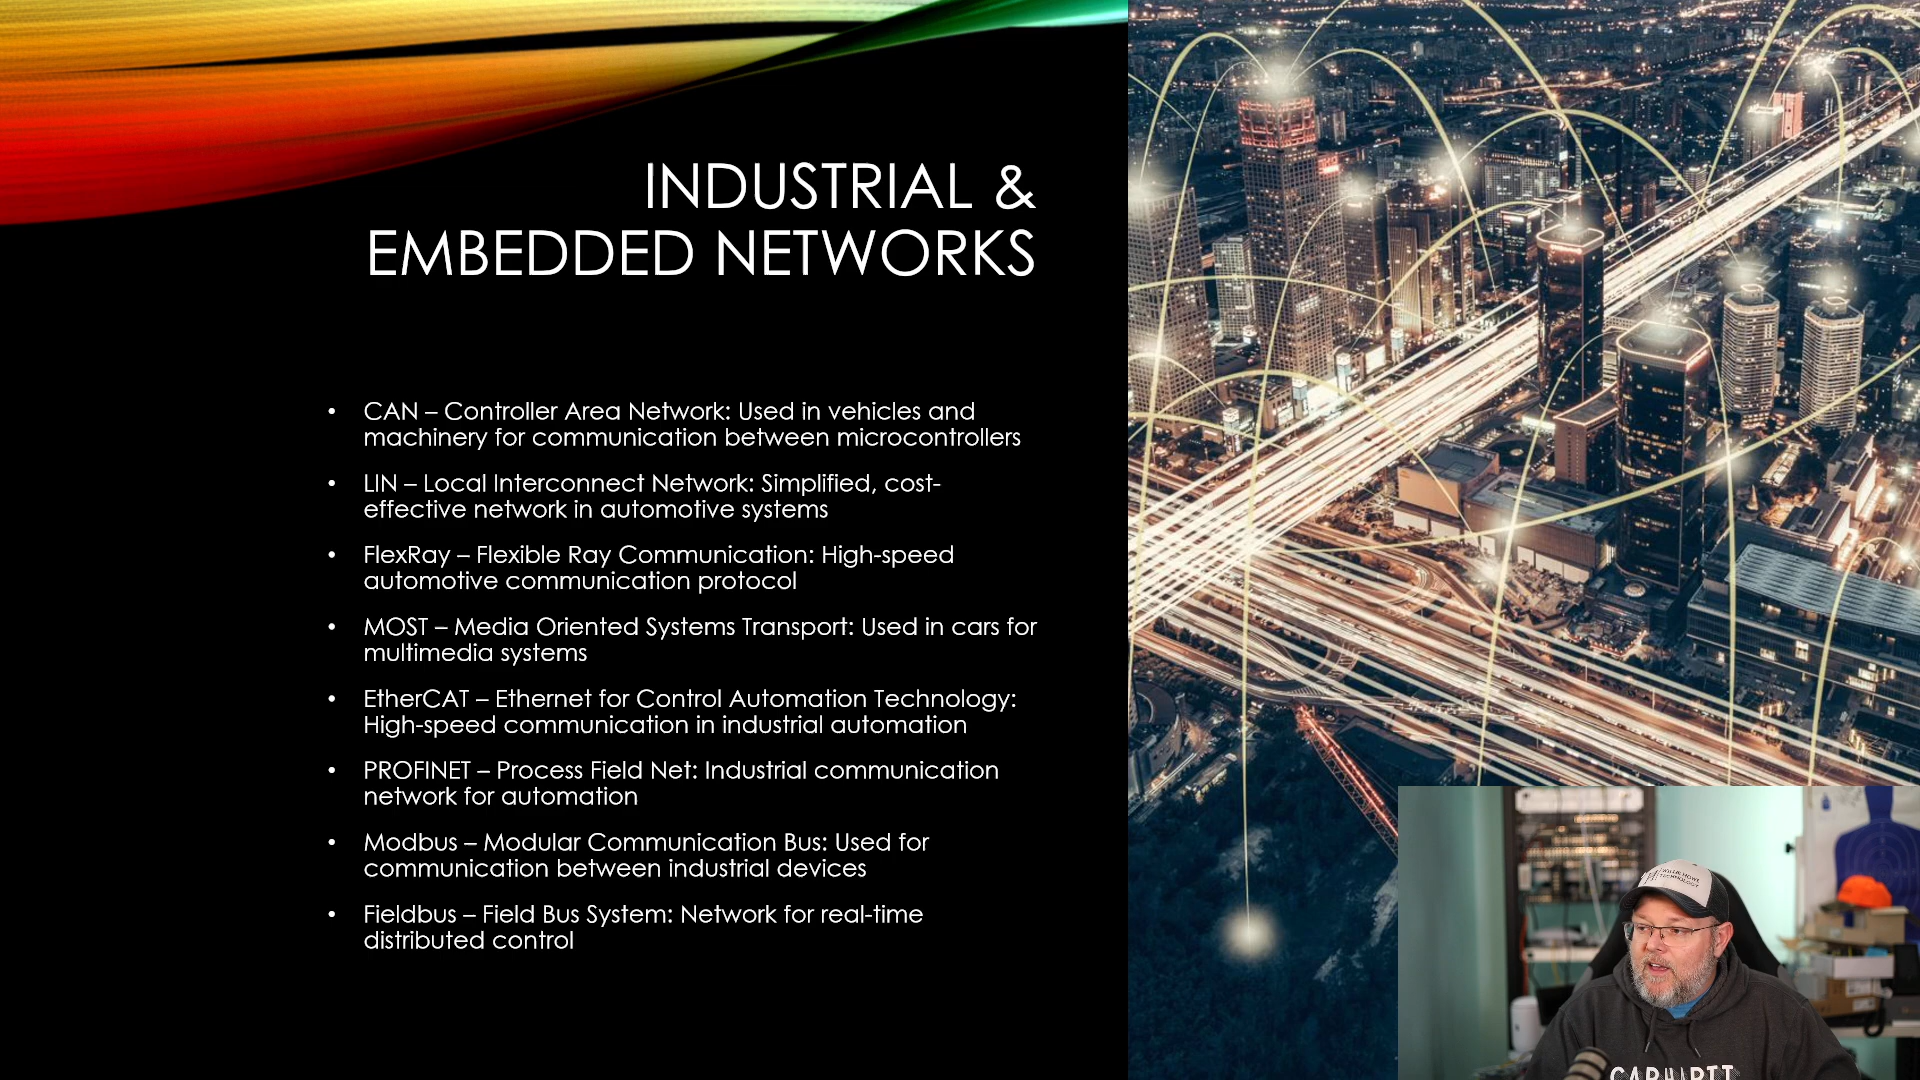 INDUSTRIAL &
EMBEDDED NETWORKS
• CAN – Controller Area Network: Used in vehicles and
machinery for communication between microcontrollers
• LIN – Local Interconnect Network: Simplified, cost-
effective network in automotive systems
• FlexRay – Flexible Ray Communication: High-speed
automotive communication protocol
• MOST – Media Oriented Systems Transport: Used in cars for
multimedia systems
• EtherCAT – Ethernet for Control Automation Technology:
High-speed communication in industrial automation
• PROFINET – Process Field Net: Industrial communication
network for automation
• Modbus – Modular Communication Bus: Used for
communication between industrial devices
• Fieldbus – Field Bus System: Network for real-time
distributed control
WILLIE HOWE
TECHNOLOGY
CARHARTT